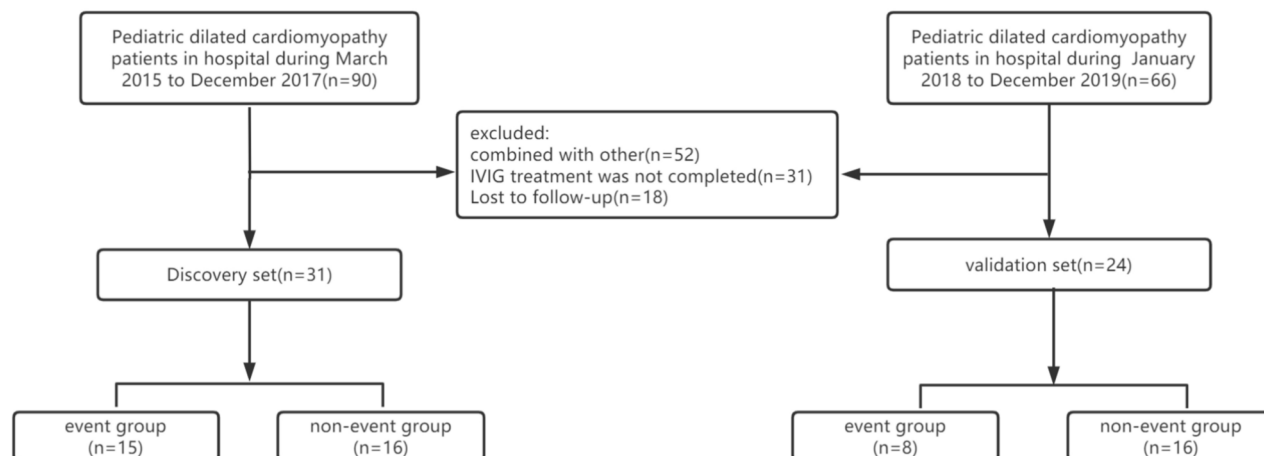 Pediatric dilated cardiomyopathy
patients in hospital during March
2015 to December 2017(n=90)
Pediatric dilated cardiomyopathy
patients in hospital during  January
2018 to December 2019(n=66)
excluded:
combined with other(n=52)
IVIG treatment was not completed(n=31)
Lost to follow-up(n=18)
Discovery set(n=31)
validation set(n=24)
event group
(n=15)
non-event group
(n=16)
event group
(n=8)
non-event group
(n=16)